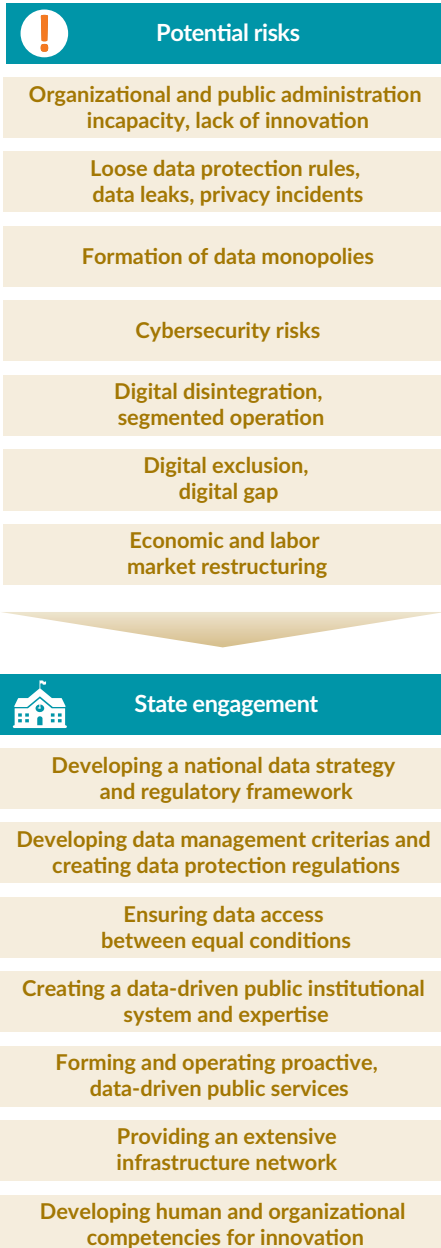 Potential risks
Organizational and public administration
incapacity, lack of innovation
Loose data protection rules,
data leaks, privacy incidents
Formation of data monopolies
Cybersecurity risks
Digital disintegration,
segmented operation
Digital exclusion,
digital gap
Economic and labor
market restructuring
State engagement
Developing a national data strategy
and regulatory framework
Developing data management criterias and
creating data protection regulations
Ensuring data access
between equal conditions
Creating a data-driven public institutional
system and expertise
Forming and operating proactive,
data-driven public services
Providing an extensive
infrastructure network
Developing human and organizational
competencies for innovation